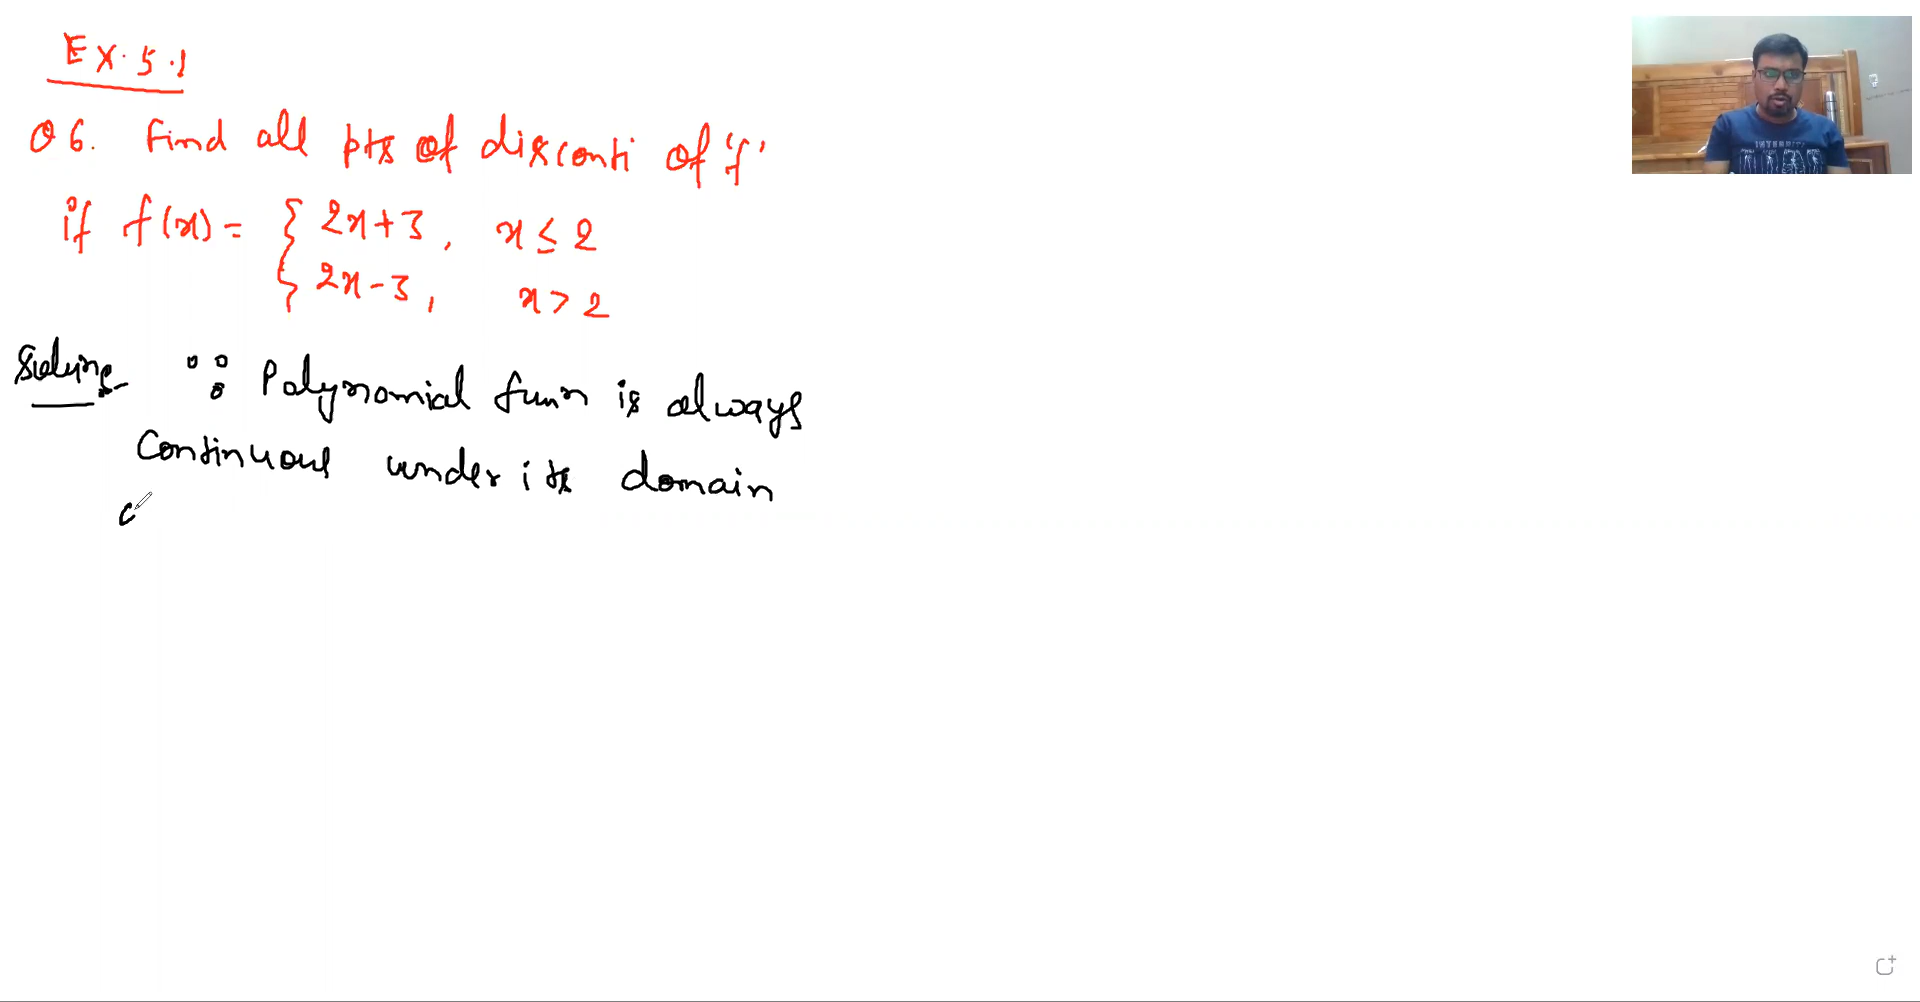 Ex. 5.1
Q6. Find all pts of disconti of 'f'
if f(x) = { 2x+3, x ≤ 2
{ 2x-3, x > 2
∵ Polynomial funn is always
Continuous under its domain